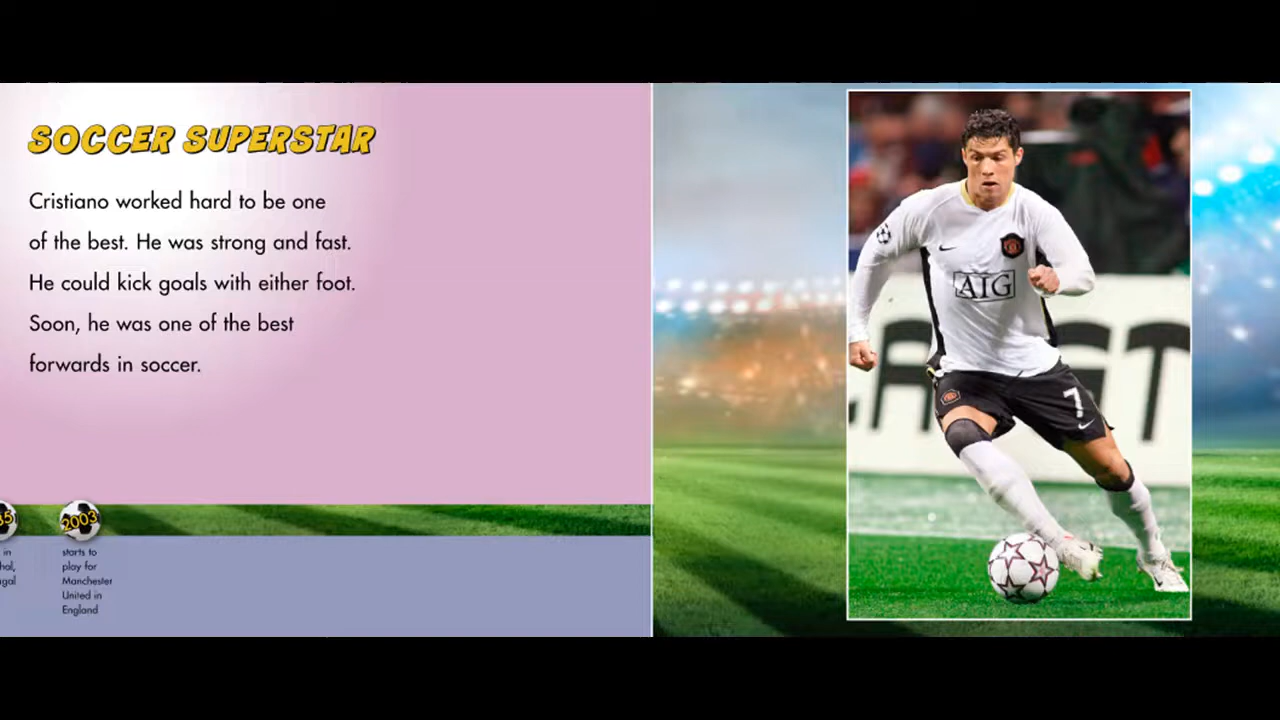 SOCCER SUPERSTAR
Cristiano worked hard to be one
of the best. He was strong and fast.
He could kick goals with either foot.
Soon, he was one of the best
forwards in soccer.
2003
in
starts to
play for
Manchester
United in
England
AIG
7